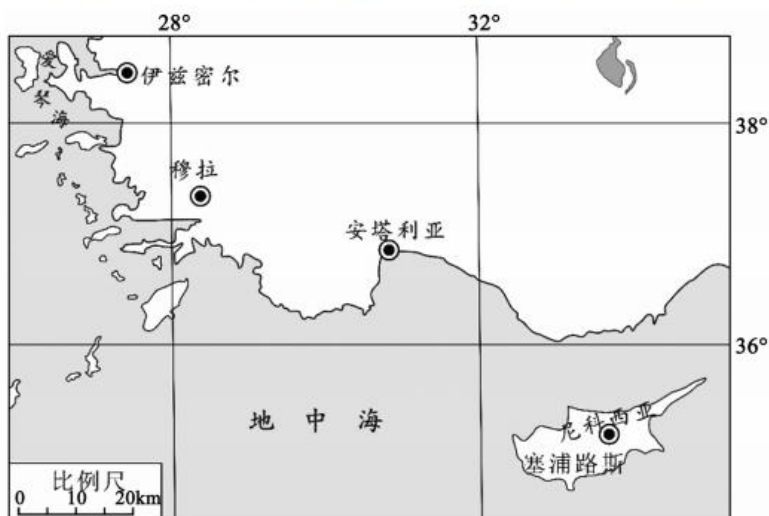 28° 32°
爱琴海
伊兹密尔
38°
穆拉
安塔利亚
36°
地中海
尼科西亚
塞浦路斯
比例尺
0 10 20km